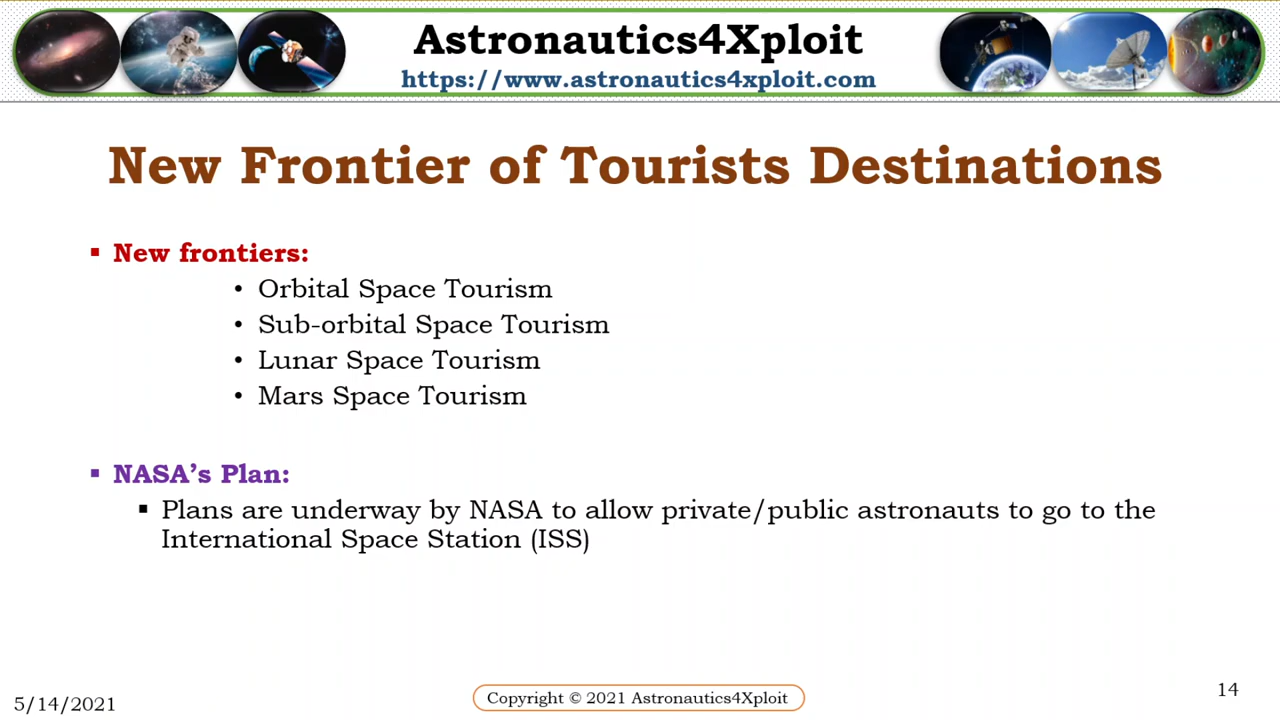 Astronautics4Xploit
https://www.astronautics4xploit.com
New Frontier of Tourists Destinations
▪ New frontiers:
• Orbital Space Tourism
• Sub-orbital Space Tourism
• Lunar Space Tourism
• Mars Space Tourism
▪ NASA’s Plan:
▪ Plans are underway by NASA to allow private/public astronauts to go to the
International Space Station (ISS)
5/14/2021
Copyright © 2021 Astronautics4Xploit
14